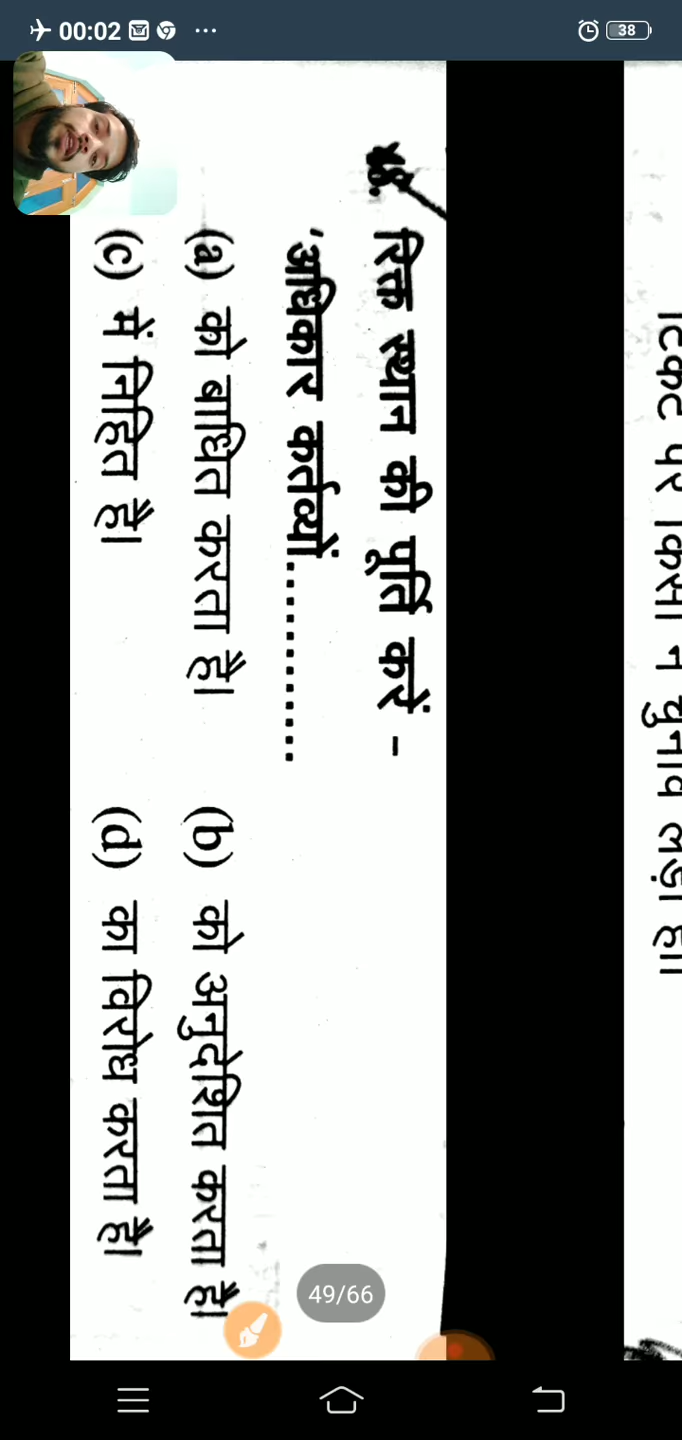 00:02
38
रिक्त स्थान की पूर्ति करें -
'अधिकार कर्तव्यों............
(a) को बाधित करता है।
(b) को अनुदेशित करता है।
(c) में निहित है।
(d) का विरोध करता है।
49/66